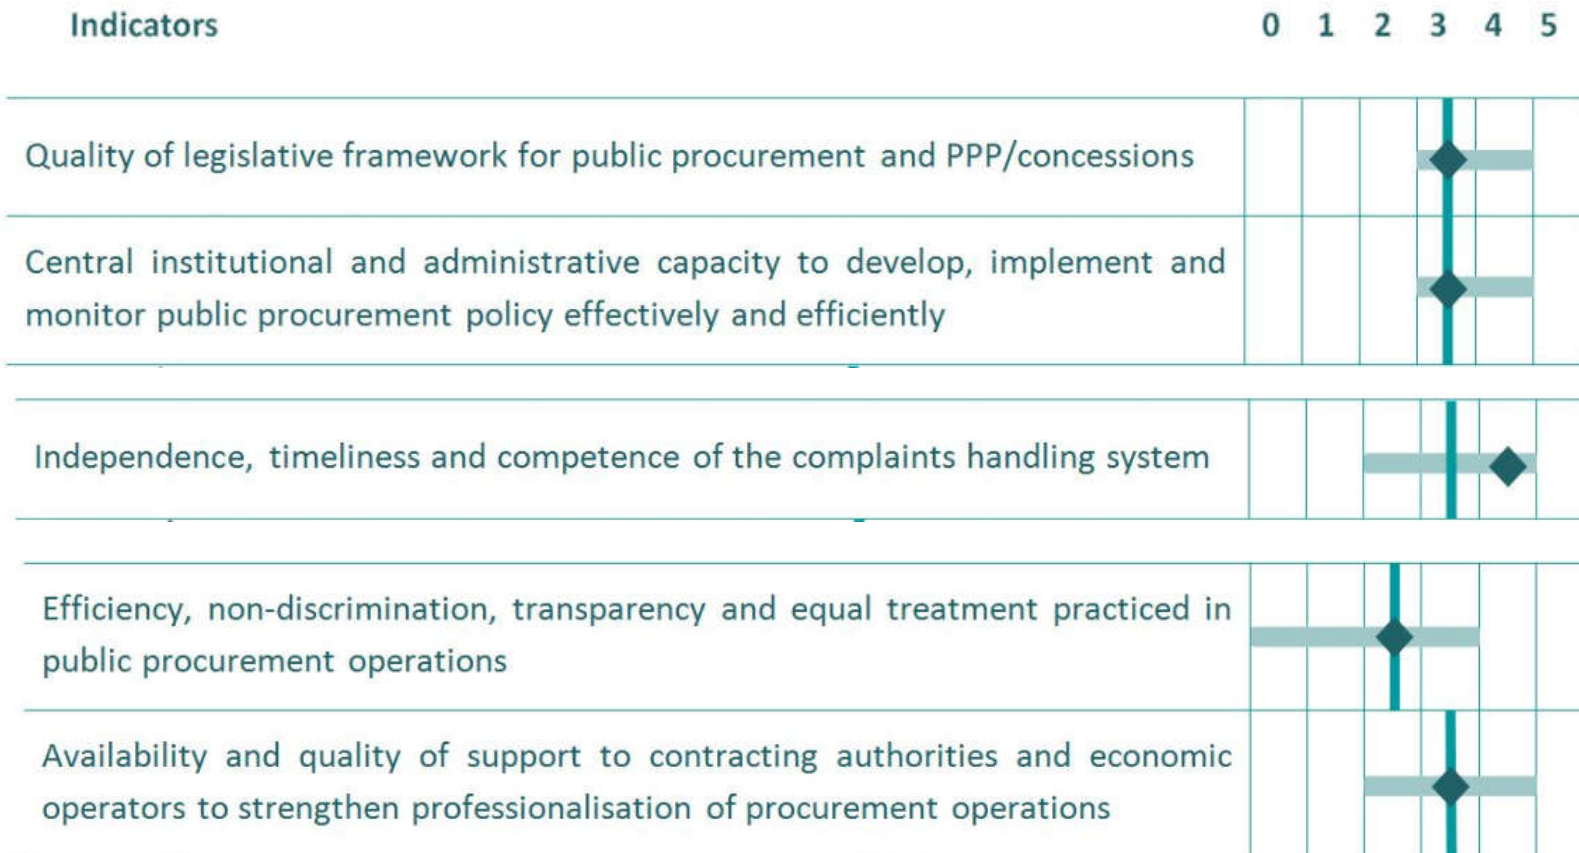 Indicators 0 1 2 3 4 5
Quality of legislative framework for public procurement and PPP/concessions
Central institutional and administrative capacity to develop, implement and
monitor public procurement policy effectively and efficiently
Independence, timeliness and competence of the complaints handling system
Efficiency, non-discrimination, transparency and equal treatment practiced in
public procurement operations
Availability and quality of support to contracting authorities and economic
operators to strengthen professionalisation of procurement operations